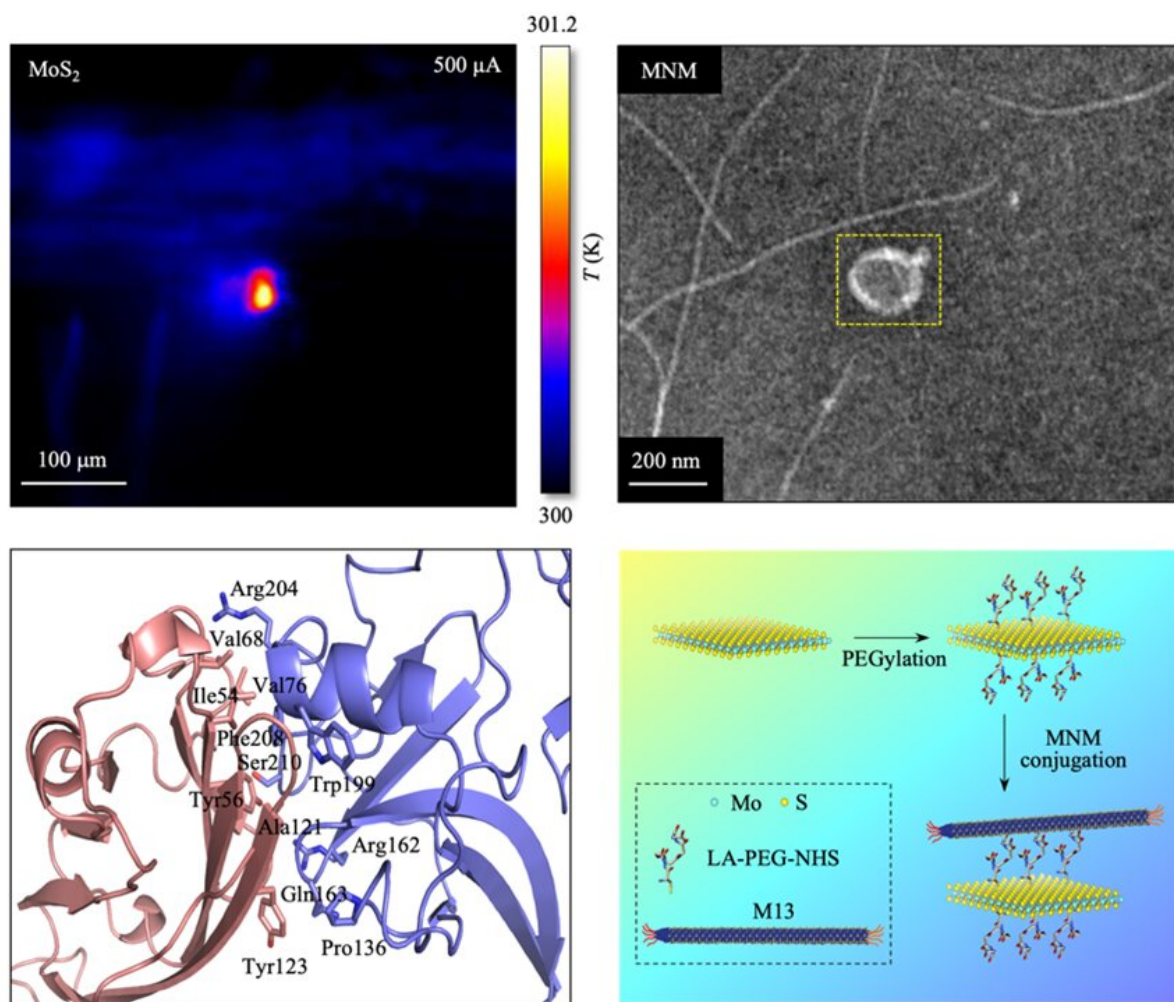 301.2
MoS₂
500 μA
T (K)
100 μm
300
MNM
200 nm
Arg204
Val68
Val76
Ile54
Phe208
Ser210
Trp199
Tyr56
Ala121
Arg162
Gln163
Pro136
Tyr123
PEGylation
MNM
conjugation
Mo
S
LA-PEG-NHS
M13